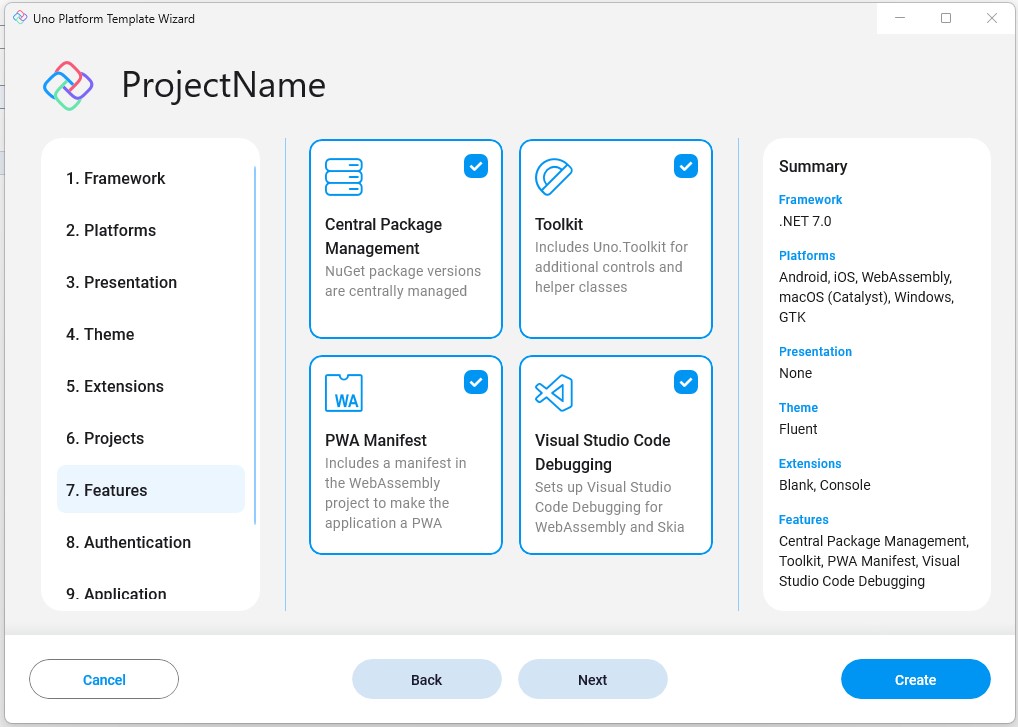 Uno Platform Template Wizard
ProjectName
1. Framework
2. Platforms
3. Presentation
4. Theme
5. Extensions
6. Projects
7. Features
8. Authentication
9. Application
Central Package
Management
NuGet package versions
are centrally managed
Toolkit
Includes Uno.Toolkit for
additional controls and
helper classes
WA
PWA Manifest
Includes a manifest in
the WebAssembly
project to make the
application a PWA
Visual Studio Code
Debugging
Sets up Visual Studio
Code Debugging for
WebAssembly and Skia
Summary
Framework
.NET 7.0
Platforms
Android, iOS, WebAssembly,
macOS (Catalyst), Windows,
GTK
Presentation
None
Theme
Fluent
Extensions
Blank, Console
Features
Central Package Management,
Toolkit, PWA Manifest, Visual
Studio Code Debugging
Cancel
Back
Next
Create